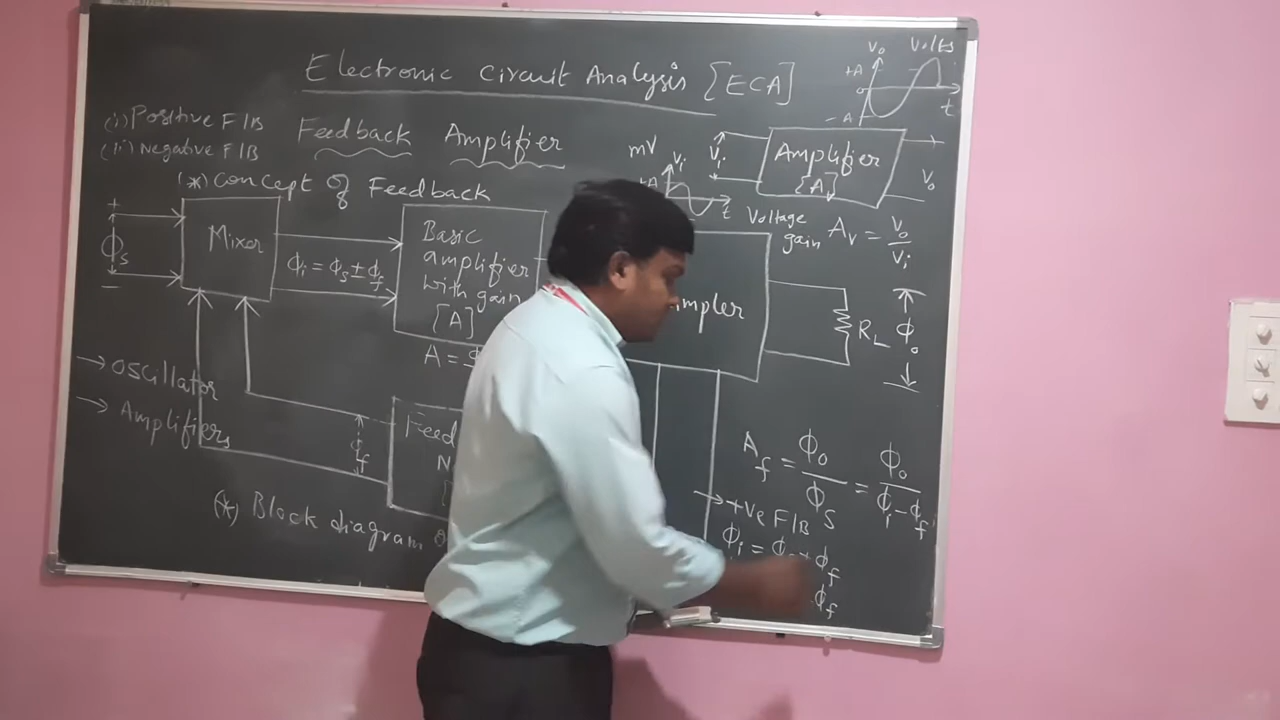 Electronic Circuit Analysis [ECA]
(i) Positive F/B
(ii) Negative F/B
Feedback Amplifier
(*) Concept of Feedback
+
ϕs
−
Mixer
ϕi = ϕs ± ϕf
Basic
amplifier
with gain
[A]
A =
mpler
RL
ϕo
→ Oscillator
→ Amplifiers
ϕf
Feed
N
(*) Block diagram
Vo
Volts
+A
0
-A
t
mV
Vi
+A
t
Vi
Amplifier
[A]
Vo
Voltage
gain
Av = Vo/Vi
Af = ϕo/ϕs = ϕo/ϕi-ϕf
→ +ve F/B
ϕi = ϕs + ϕf
ϕf